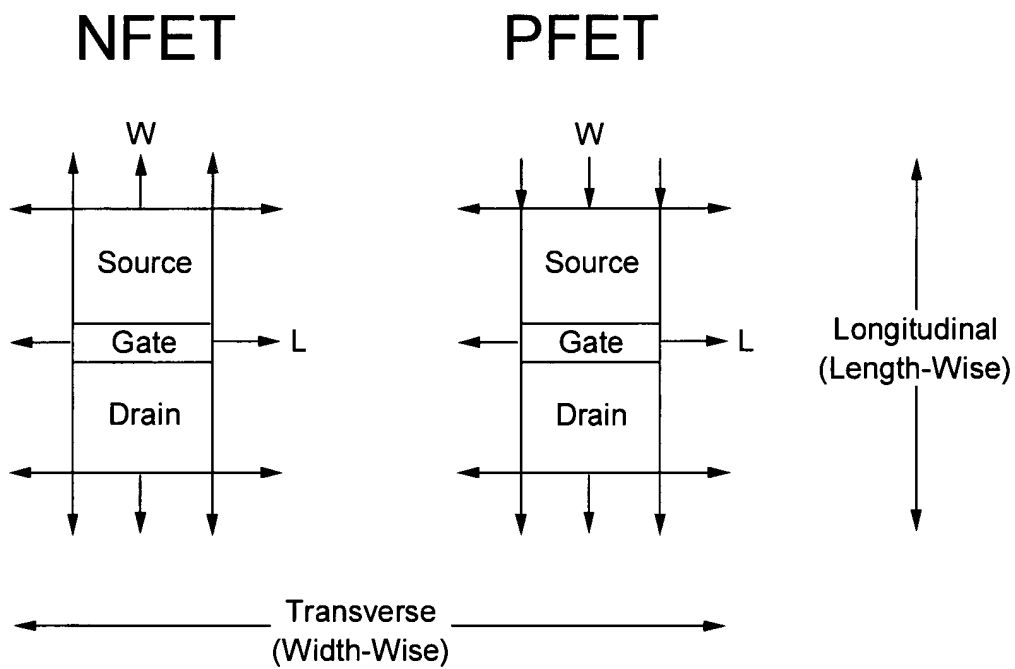 NFET
PFET
W
W
Source
Source
Gate
L
Gate
L
Longitudinal
(Length-Wise)
Drain
Drain
Transverse
(Width-Wise)